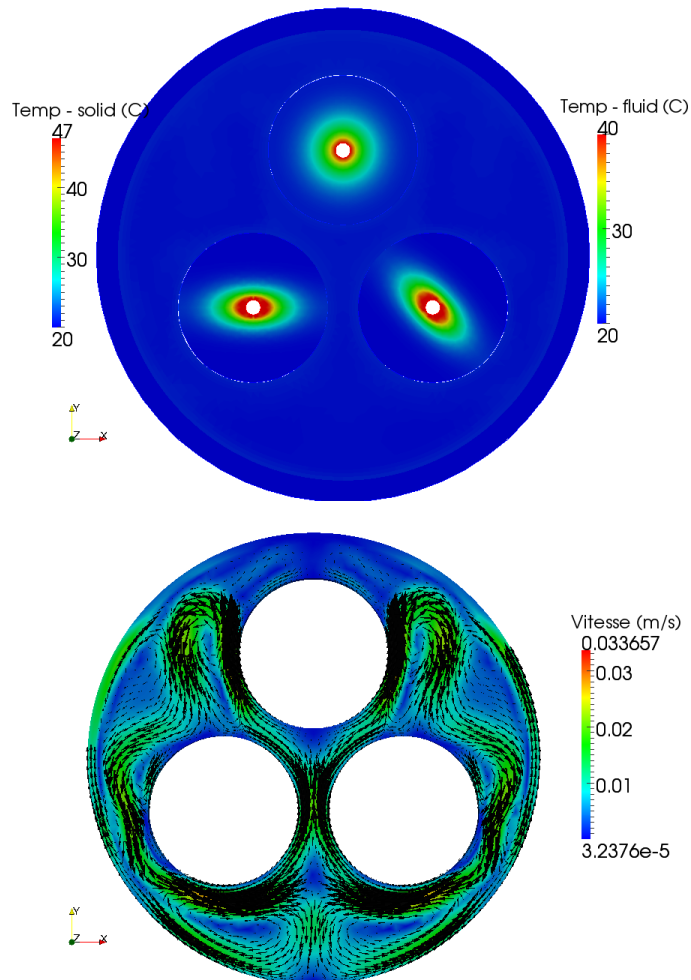 Temp - solid (C)
47
40
30
20
Temp - fluid (C)
40
30
20
Y
Z
X
Vitesse (m/s)
0.033657
0.03
0.02
0.01
3.2376e-5
Y
Z
X